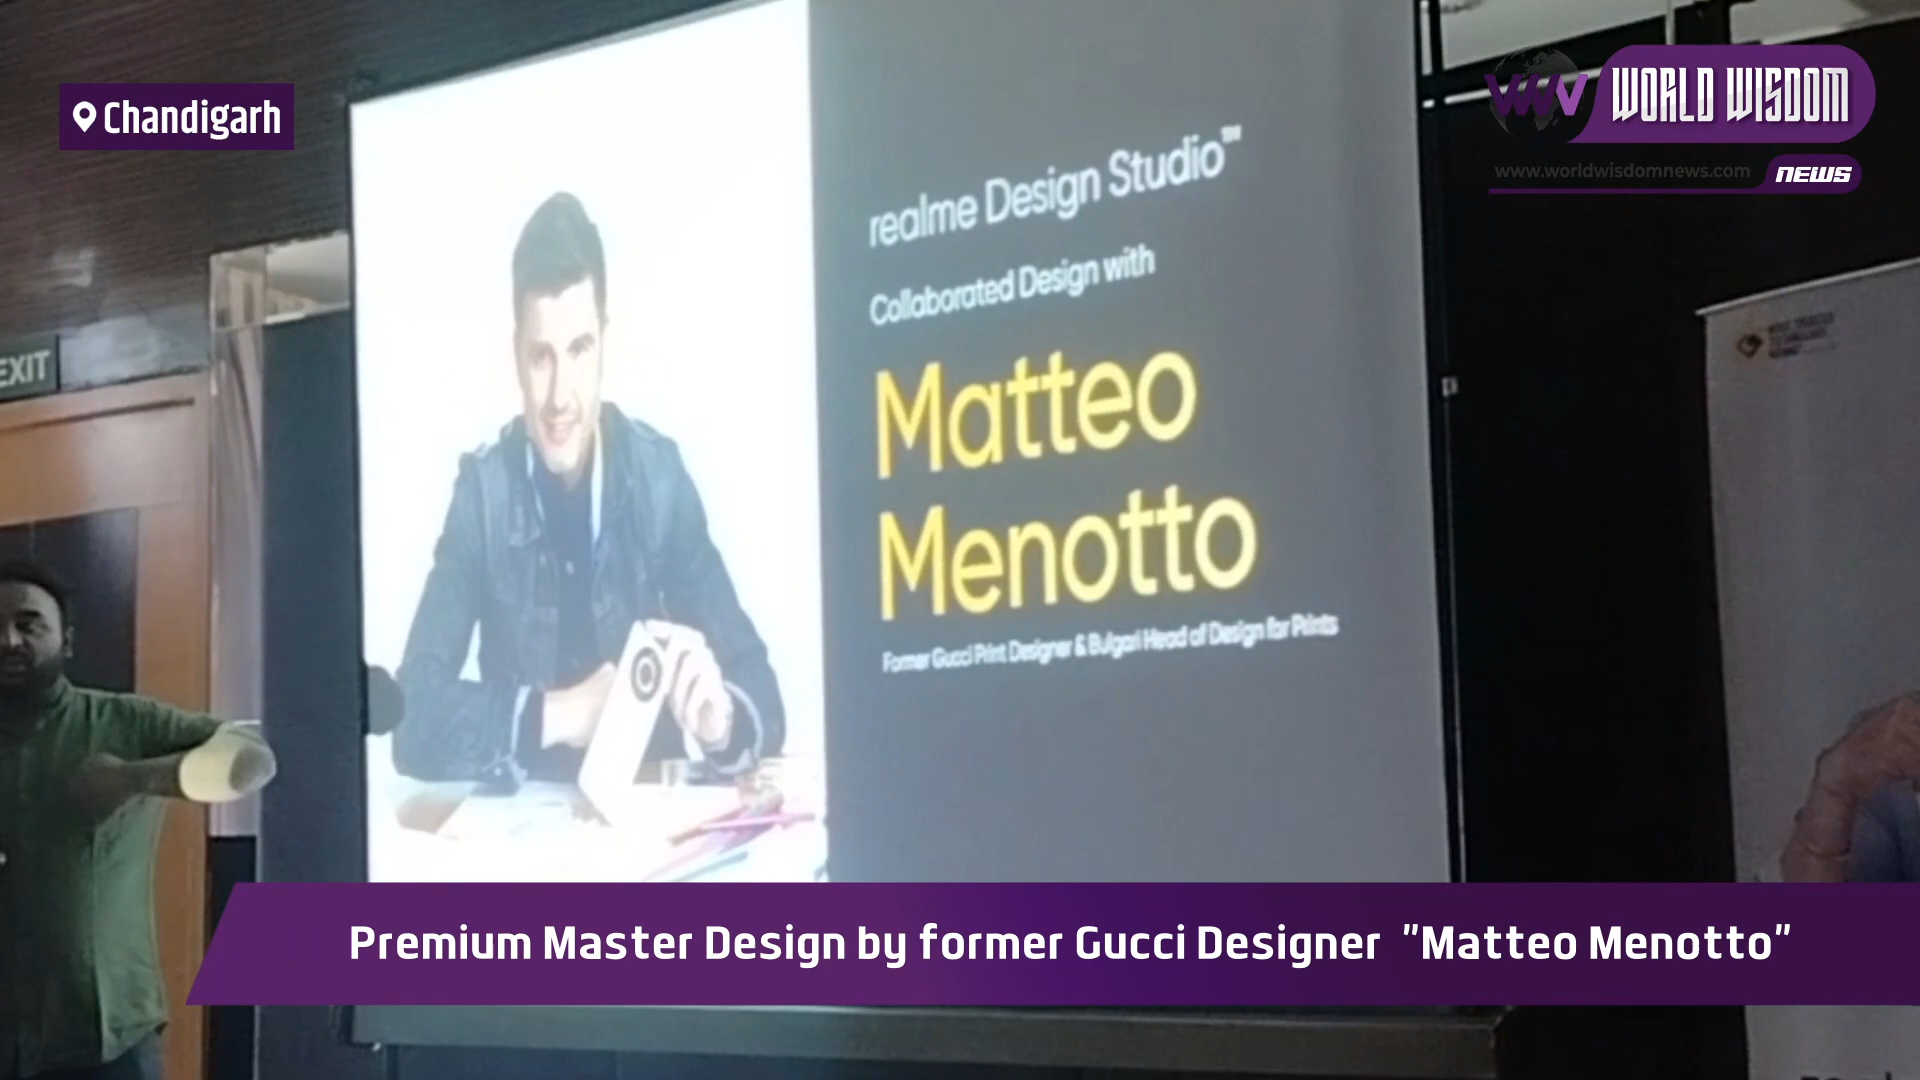 Chandigarh
WORLD WISDOM
www.worldwisdomnews.com
NEWS
EXIT
realme Design Studio™
Collaborated Design with
Matteo
Menotto
Former Gucci Print Designer & Bulgari Head of Design for Prints
Premium Master Design by former Gucci Designer "Matteo Menotto"